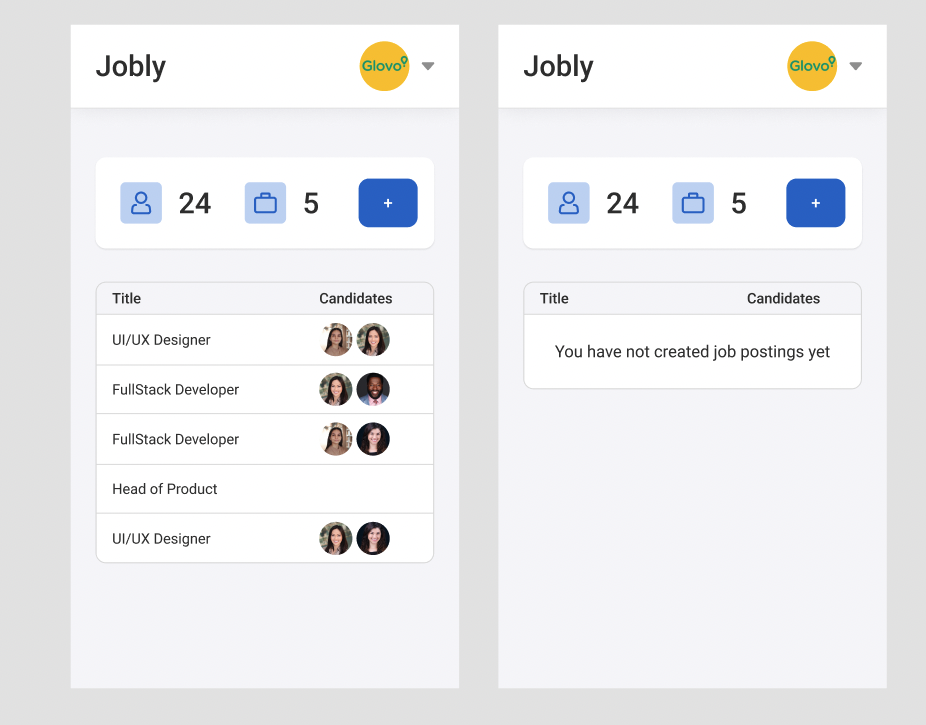 Jobly
Glovo
24
5
+
Title Candidates
UI/UX Designer
FullStack Developer
FullStack Developer
Head of Product
UI/UX Designer
Jobly
Glovo
24
5
+
Title Candidates
You have not created job postings yet